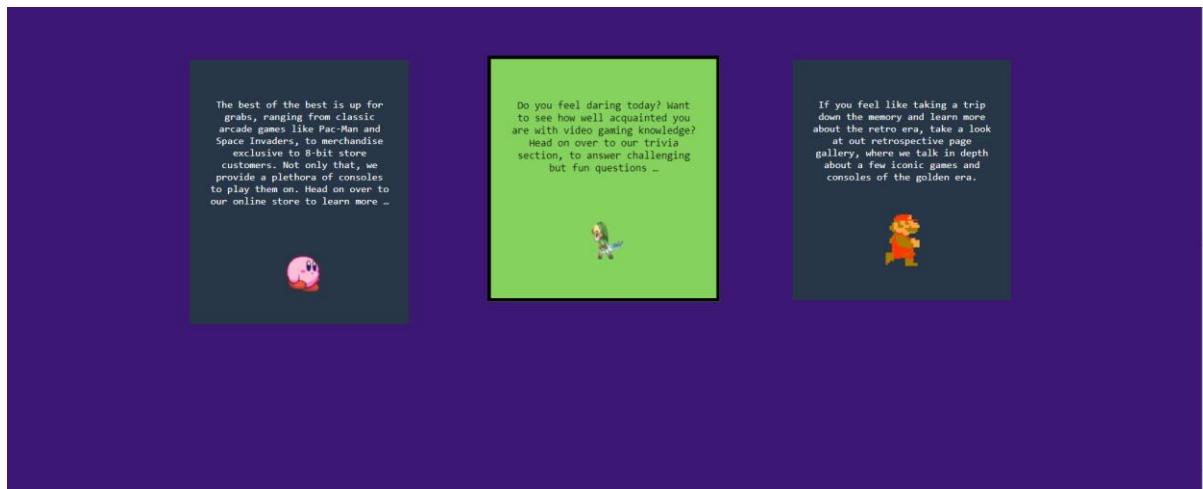 The best of the best is up for
grabs, ranging from classic
arcade games like Pac-Man and
Space Invaders, to merchandise
exclusive to 8-bit store
customers. Not only that, we
provide a plethora of consoles
to play them on. Head on over to
our online store to learn more …
Do you feel daring today? Want
to see how well acquainted you
are with video gaming knowledge?
Head on over to our trivia
section, to answer challenging
but fun questions …
If you feel like taking a trip
down the memory and learn more
about the retro era, take a look
at out retrospective page
gallery, where we talk in depth
about a few iconic games and
consoles of the golden era.